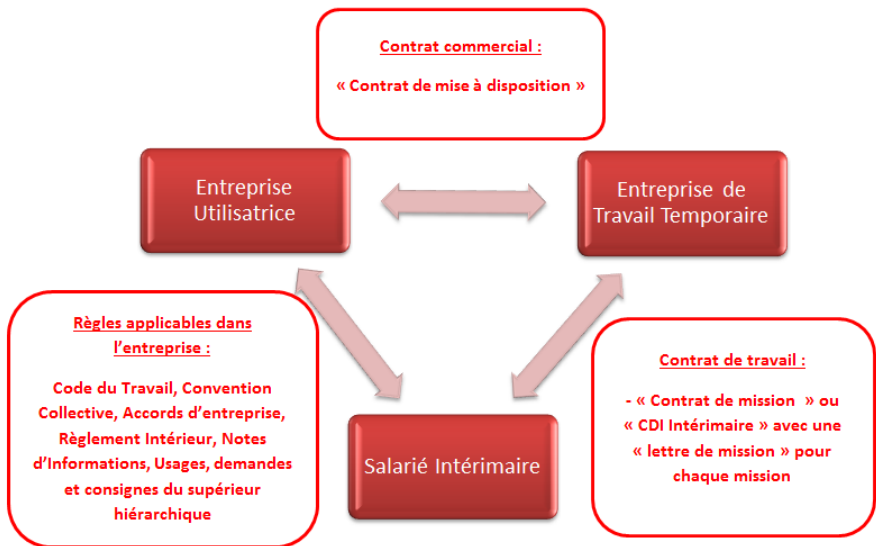 Contrat commercial :
« Contrat de mise à disposition »
Entreprise
Utilisatrice
Entreprise de
Travail Temporaire
Règles applicables dans
l’entreprise :
Code du Travail, Convention
Collective, Accords d’entreprise,
Règlement Intérieur, Notes
d’Informations, Usages, demandes
et consignes du supérieur
hiérarchique
Contrat de travail :
- « Contrat de mission » ou
« CDI Intérimaire » avec une
« lettre de mission » pour
chaque mission
Salarié Intérimaire